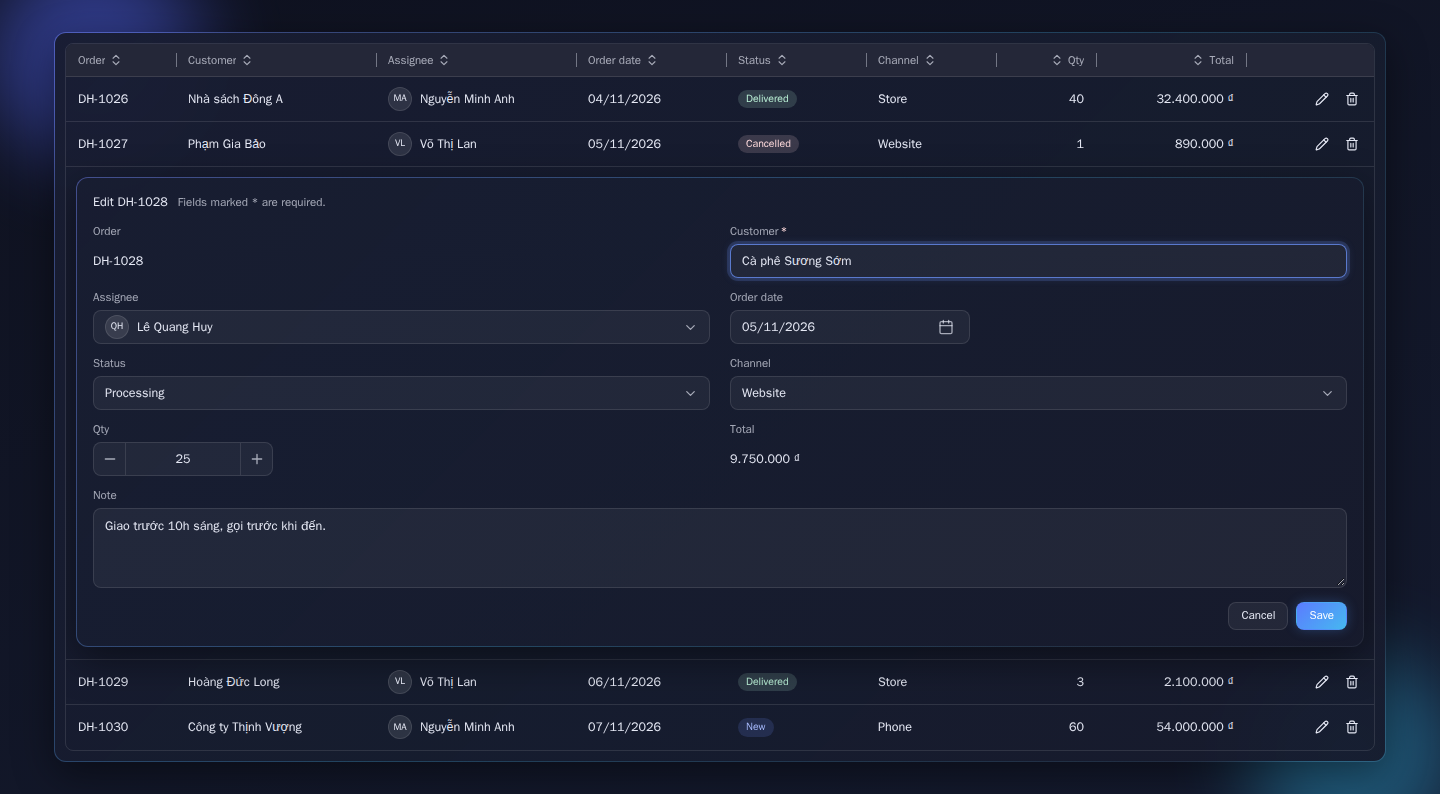 Order Customer Assignee Order date Status Channel Qty Total
DH-1026 Nhà sách Đông A MA Nguyễn Minh Anh 04/11/2026 Delivered Store 40 32.400.000 ₫
DH-1027 Phạm Gia Bảo VL Võ Thị Lan 05/11/2026 Cancelled Website 1 890.000 ₫
Edit DH-1028 Fields marked * are required.
Order Customer *
DH-1028 Cà phê Sương Sớm
Assignee Order date
QH Lê Quang Huy 05/11/2026
Status Channel
Processing Website
Qty Total
25 9.750.000 ₫
Note
Giao trước 10h sáng, gọi trước khi đến.
Cancel Save
DH-1029 Hoàng Đức Long VL Võ Thị Lan 06/11/2026 Delivered Store 3 2.100.000 ₫
DH-1030 Công ty Thịnh Vượng MA Nguyễn Minh Anh 07/11/2026 New Phone 60 54.000.000 ₫